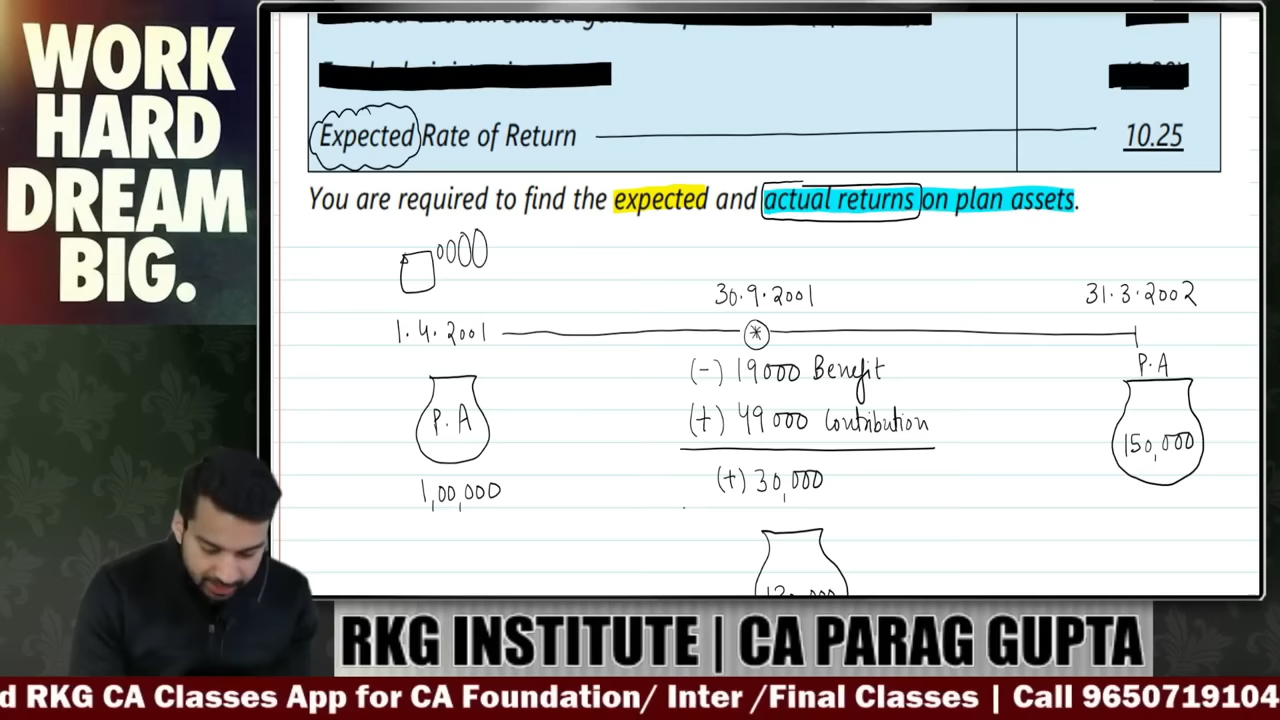 WORK
HARD
DREAM
BIG.
Expected Rate of Return 10.25
You are required to find the expected and actual returns on plan assets.
30.9.2001
31.3.2002
1.4.2001
P.A
(-) 19000 Benefit
P.A
(+) 49000 Contribution
150,000
(+) 30,000
1,00,000
RKG INSTITUTE | CA PARAG GUPTA
d RKG CA Classes App for CA Foundation/ Inter /Final Classes | Call 9650719104